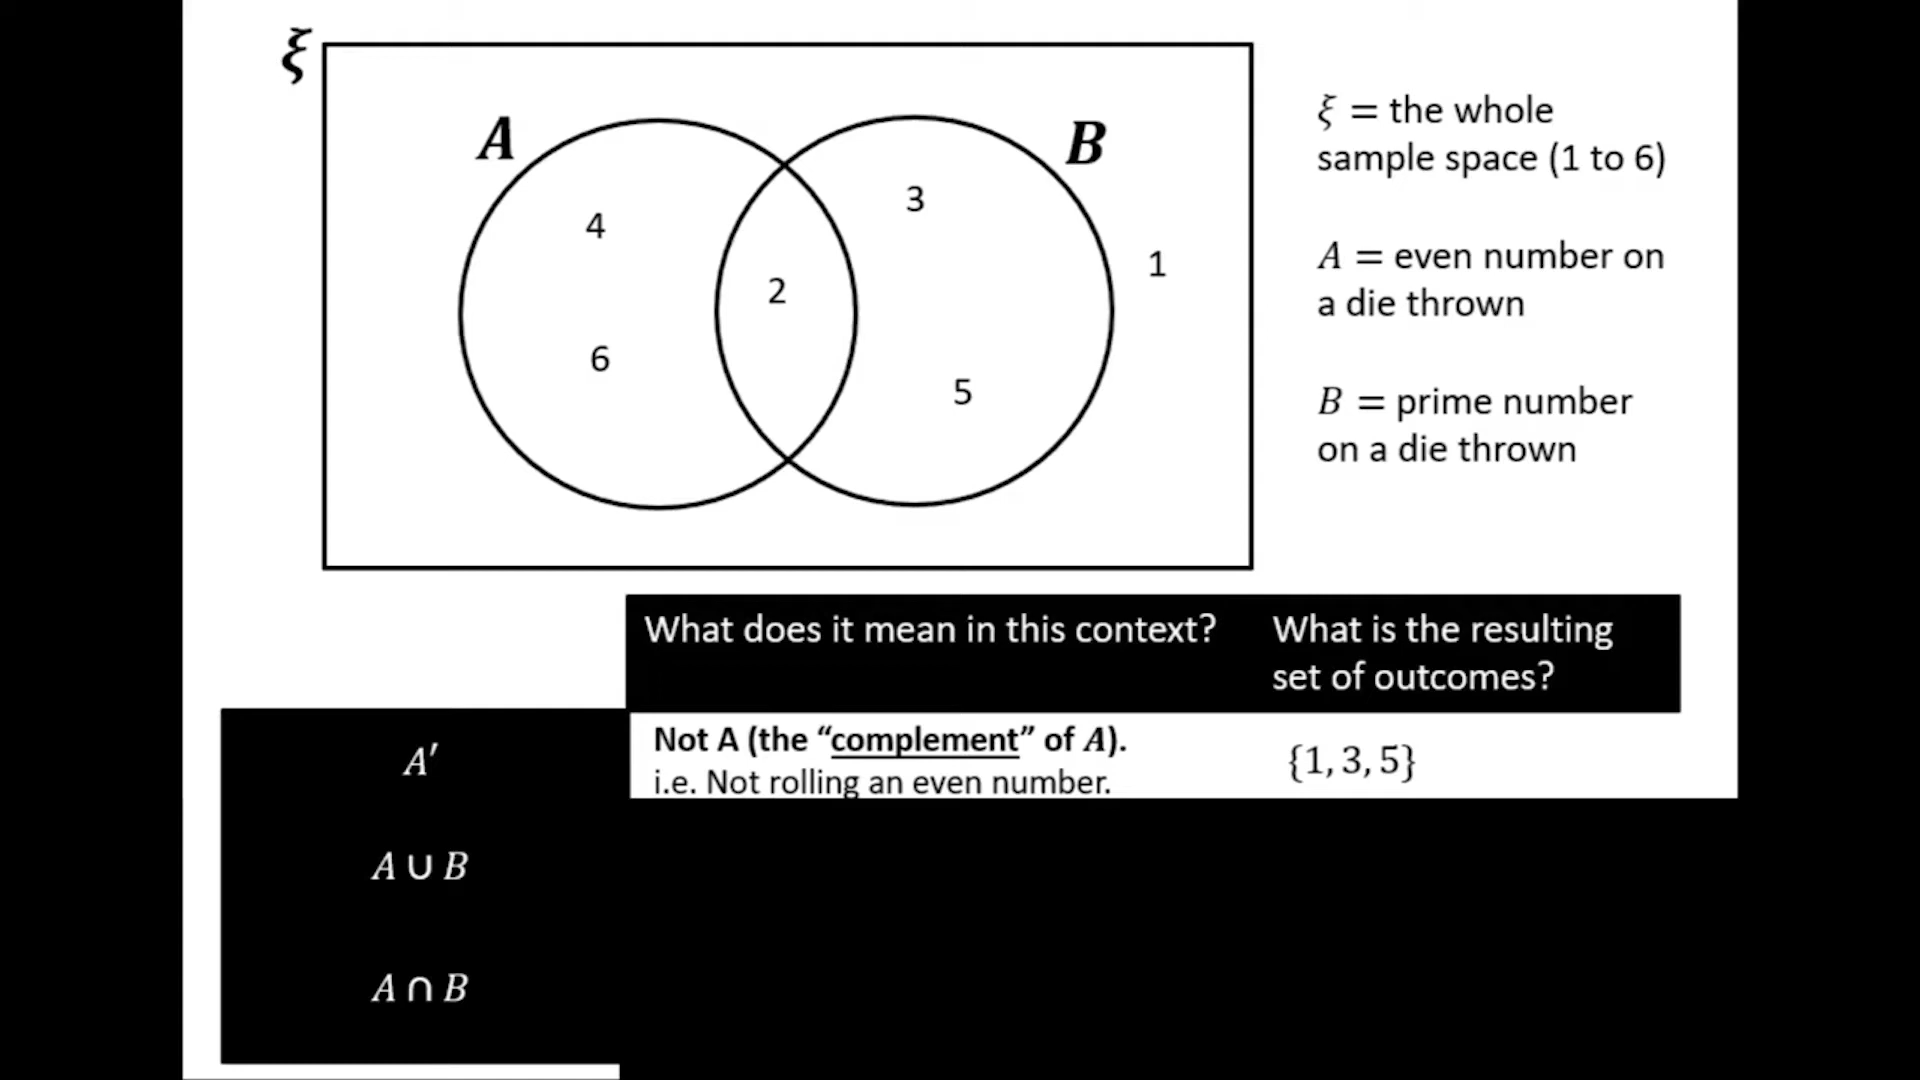 ξ
A
B
4
3
2
1
6
5
ξ = the whole
sample space (1 to 6)
A = even number on
a die thrown
B = prime number
on a die thrown
What does it mean in this context?
What is the resulting
set of outcomes?
A′
Not A (the “complement” of A).
i.e. Not rolling an even number.
{1, 3, 5}
A ∪ B
A ∩ B